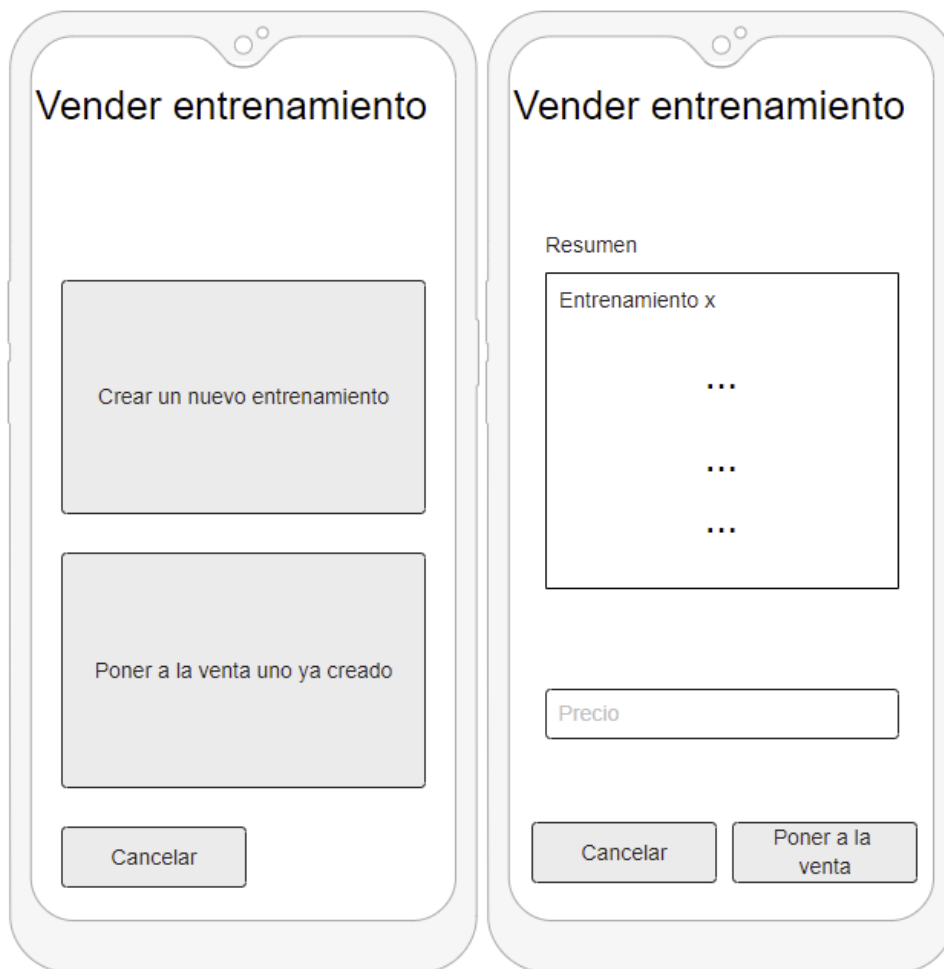 Vender entrenamiento
Crear un nuevo entrenamiento
Poner a la venta uno ya creado
Cancelar
Vender entrenamiento
Resumen
Entrenamiento x
...
...
...
Precio
Cancelar
Poner a la
venta